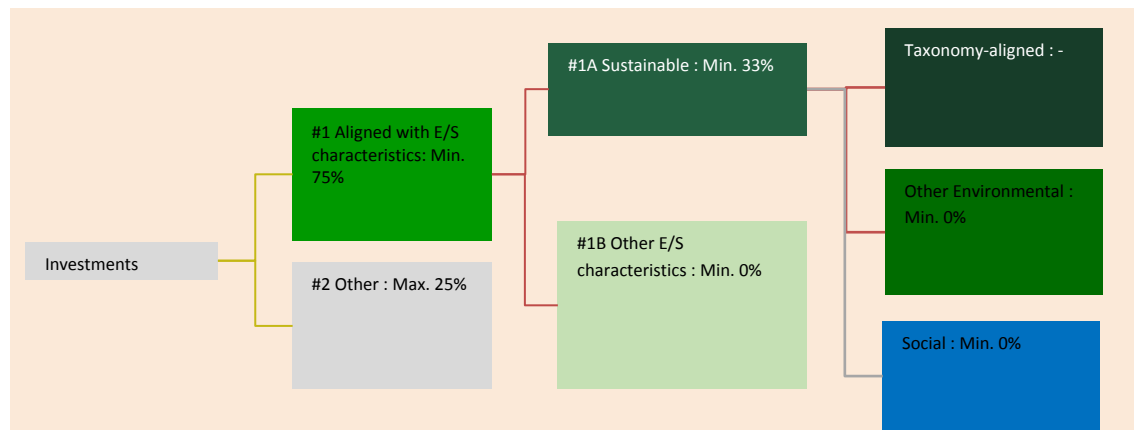 Investments
#1 Aligned with E/S
characteristics: Min.
75%
#2 Other : Max. 25%
#1A Sustainable : Min. 33%
#1B Other E/S
characteristics : Min. 0%
Taxonomy-aligned : -
Other Environmental :
Min. 0%
Social : Min. 0%